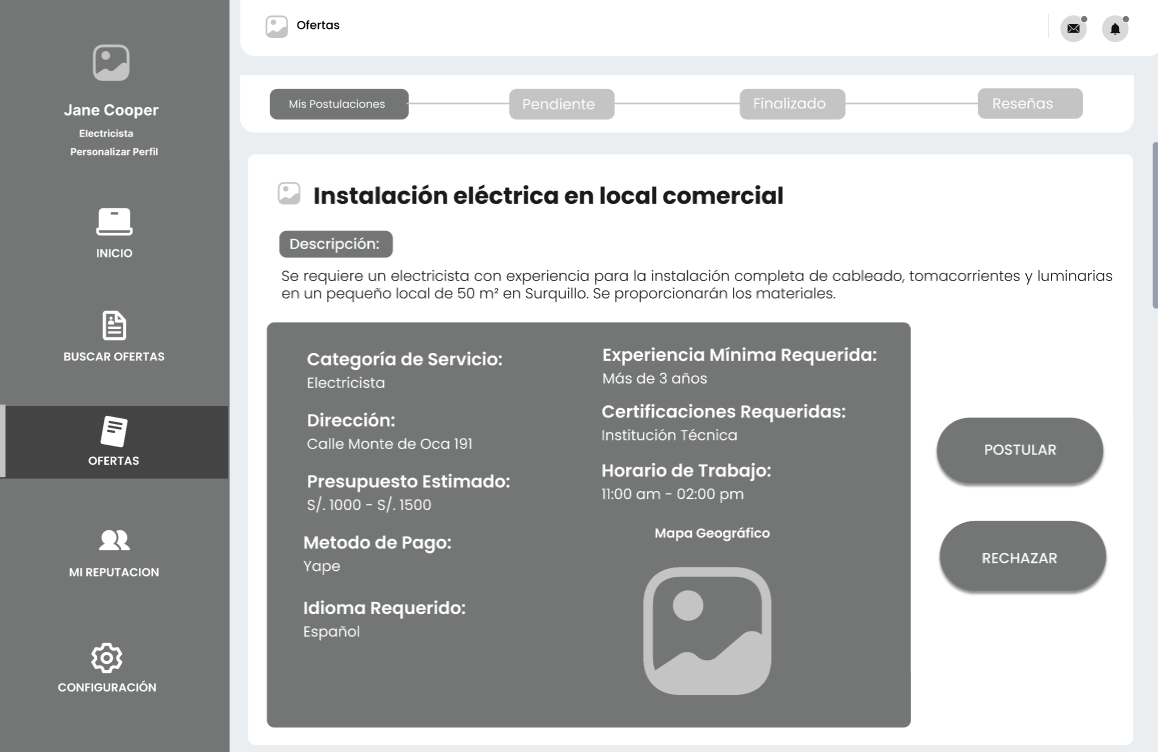 Jane Cooper
Electricista
Personalizar Perfil
INICIO
BUSCAR OFERTAS
OFERTAS
MI REPUTACION
CONFIGURACIÓN
Ofertas
Mis Postulaciones
Pendiente
Finalizado
Reseñas
Instalación eléctrica en local comercial
Descripción:
Se requiere un electricista con experiencia para la instalación completa de cableado, tomacorrientes y luminarias
en un pequeño local de 50 m² en Surquillo. Se proporcionarán los materiales.
Categoría de Servicio:
Electricista
Dirección:
Calle Monte de Oca 191
Presupuesto Estimado:
S/. 1000 - S/. 1500
Metodo de Pago:
Yape
Idioma Requerido:
Español
Experiencia Mínima Requerida:
Más de 3 años
Certificaciones Requeridas:
Institución Técnica
Horario de Trabajo:
11:00 am - 02:00 pm
Mapa Geográfico
POSTULAR
RECHAZAR